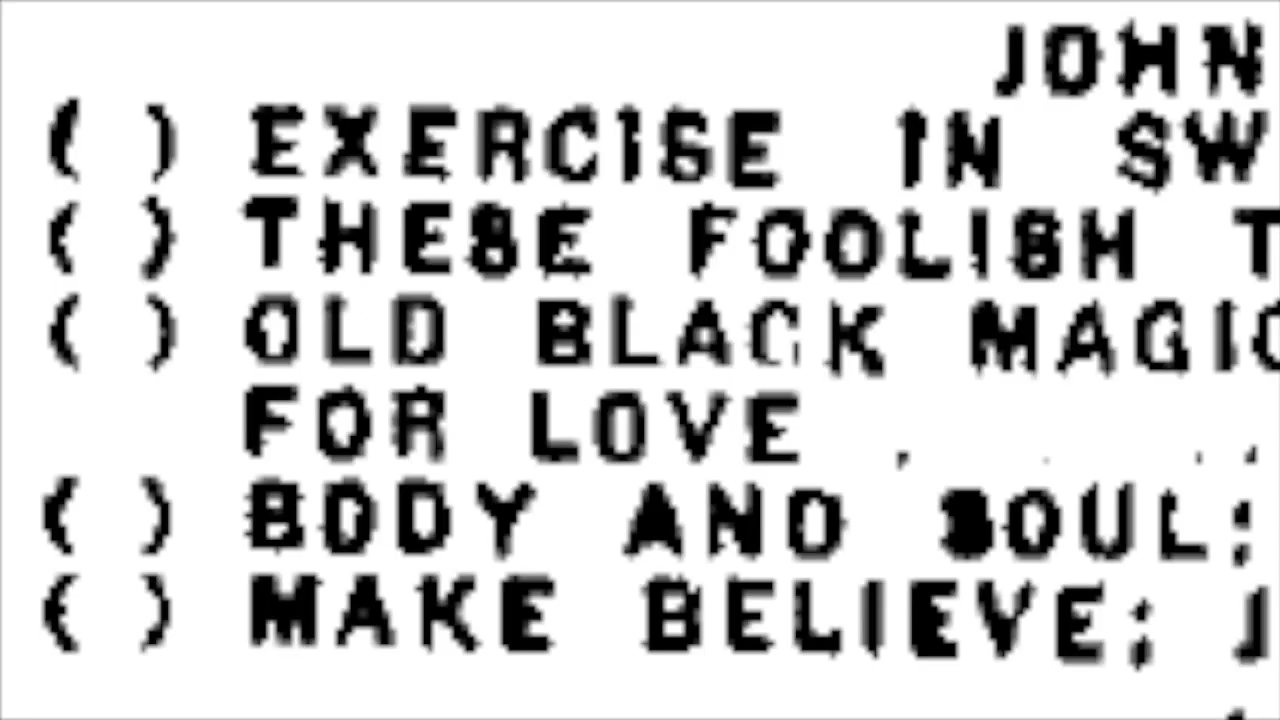 JOHN
( ) EXERCISE IN SW
( ) THESE FOOLISH T
( ) OLD BLACK MAGIC
FOR LOVE . . . .
( ) BODY AND SOUL;
( ) MAKE BELIEVE; J